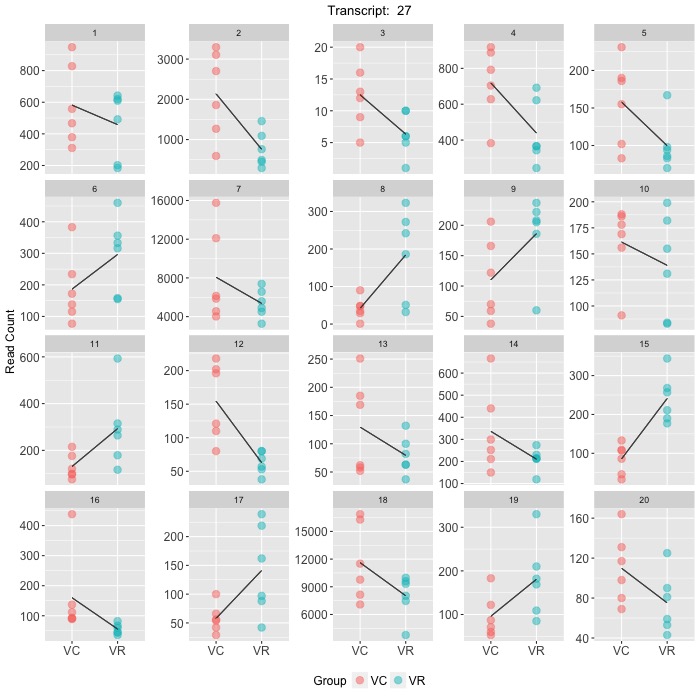 Transcript: 27
1 2 3 4 5
800 3000 20 800 200
600 2000 15 600 150
400 1000 10 400 100
200 5
6 7 8 9 10
400 16000 300 200 200
300 12000 200 150 175
200 8000 100 100 150
100 4000 0 50 125
100
Read Count
11 12 13 14 15
600 200 250 600 300
400 150 200 500 200
200 100 150 400 100
50 100 300
50 200
100
16 17 18 19 20
400 200 15000 300 160
300 150 12000 200 120
200 100 9000 100 80
100 50 6000 40
VC VR VC VR VC VR VC VR VC VR
Group VC VR